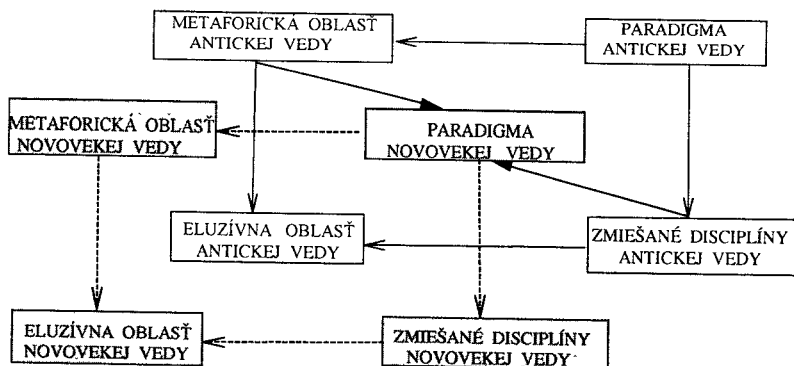 METAFORICKÁ OBLASŤ
ANTICKEJ VEDY
PARADIGMA
ANTICKEJ VEDY
METAFORICKÁ OBLASŤ
NOVOVEKEJ VEDY
PARADIGMA
NOVOVEKEJ VEDY
ELUZÍVNA OBLASŤ
ANTICKEJ VEDY
ZMIEŠANÉ DISCIPLÍNY
ANTICKEJ VEDY
ELUZÍVNA OBLASŤ
NOVOVEKEJ VEDY
ZMIEŠANÉ DISCIPLÍNY
NOVOVEKEJ VEDY